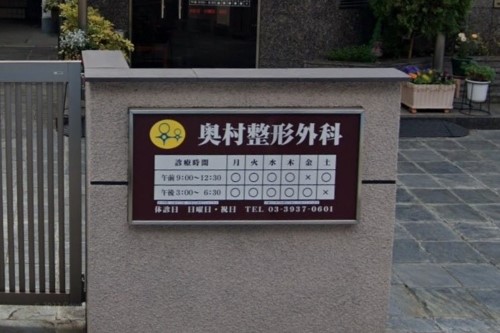 奥村整形外科
診療時間 月 火 水 木 金 土
午前 9:00〜12:30 ○ ○ ○ ○ × ○
午後 3:00〜 6:30 ○ ○ ○ ○ ○ ×
休診日 日曜日・祝日 TEL 03-3937-0601